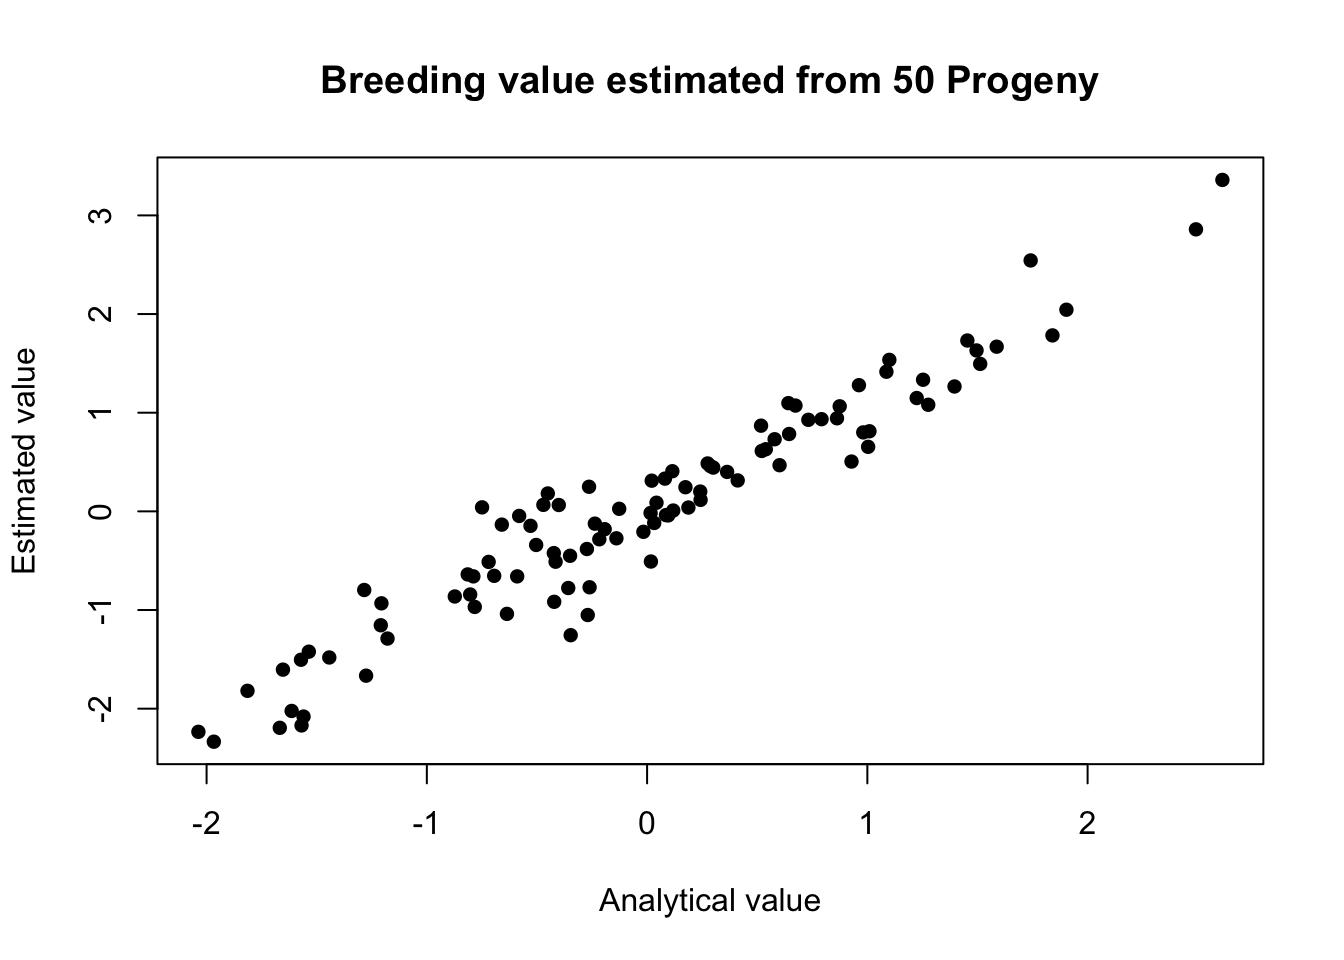 Breeding value estimated from 50 Progeny
3
2
1
0
-1
-2
Estimated value
-2 -1 0 1 2
Analytical value